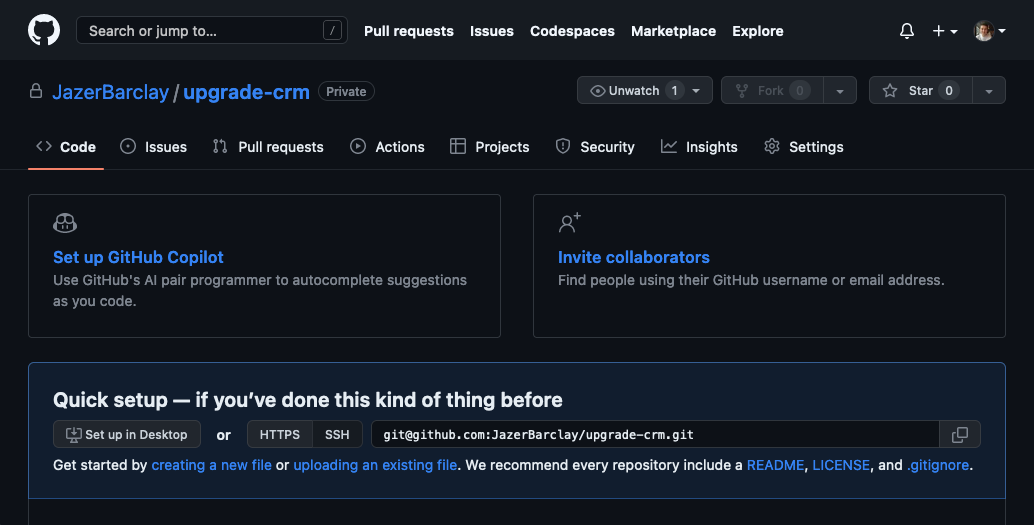 Search or jump to... / Pull requests Issues Codespaces Marketplace Explore
JazerBarclay / upgrade-crm Private Unwatch 1 Fork 0 Star 0
Code Issues Pull requests Actions Projects Security Insights Settings
Set up GitHub Copilot
Use GitHub's AI pair programmer to autocomplete suggestions
as you code.
Invite collaborators
Find people using their GitHub username or email address.
Quick setup — if you’ve done this kind of thing before
Set up in Desktop or HTTPS SSH git@github.com:JazerBarclay/upgrade-crm.git
Get started by creating a new file or uploading an existing file. We recommend every repository include a README, LICENSE, and .gitignore.